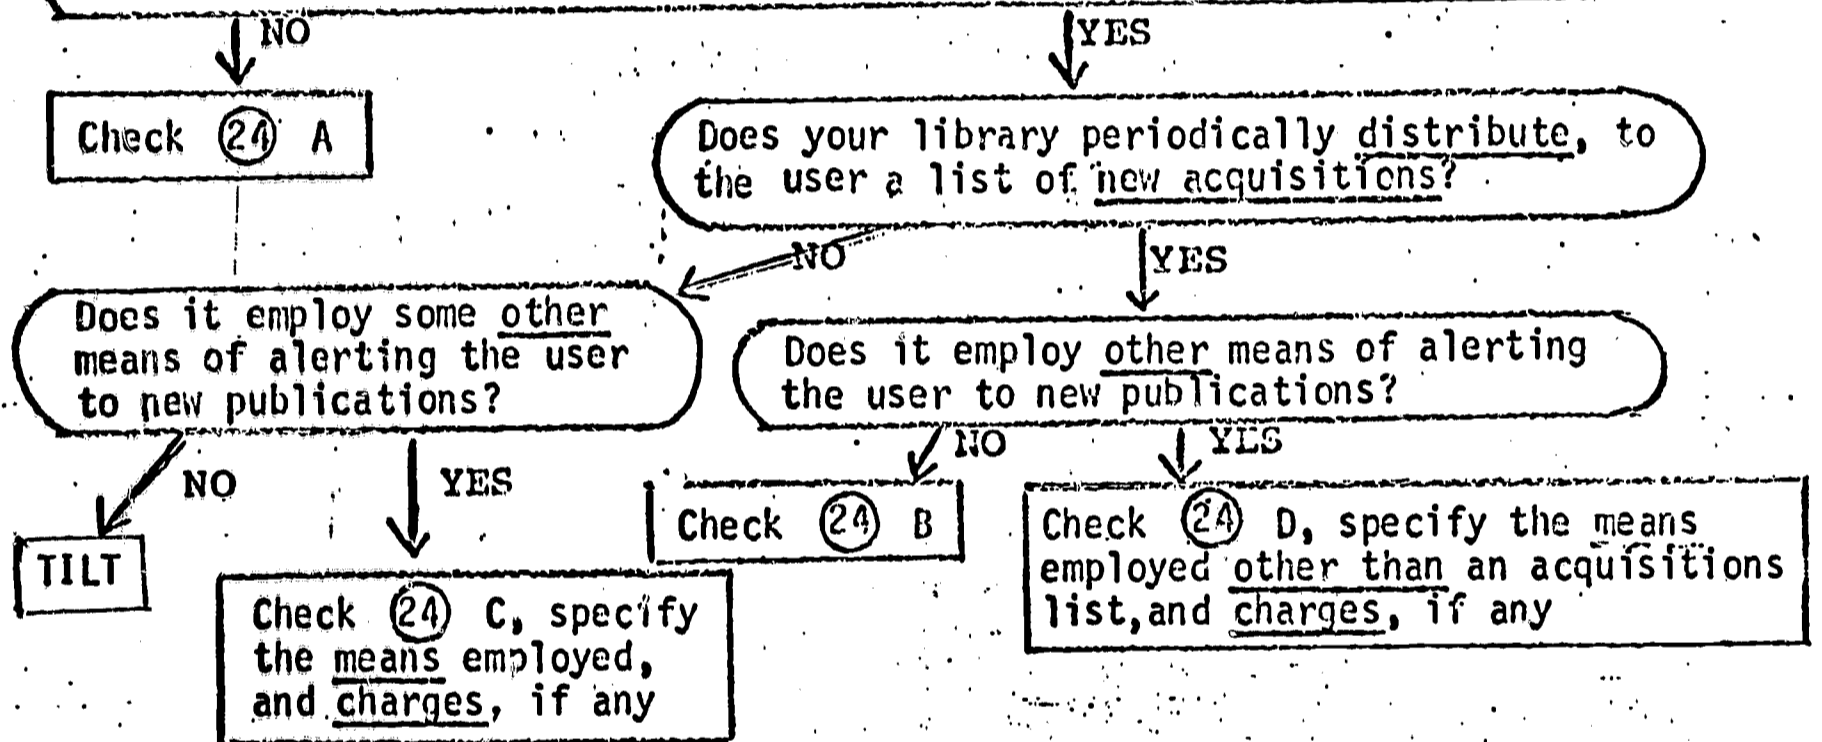 NO
YES
Check 24 A
Does your library periodically distribute, to
the user a list of new acquisitions?
NO
YES
Does it employ some other
means of alerting the user
to new publications?
Does it employ other means of alerting
the user to new publications?
NO
YES
NO
YES
TILT
Check 24 C, specify
the means employed,
and charges, if any
Check 24 B
Check 24 D, specify the means
employed other than an acquisitions
list, and charges, if any